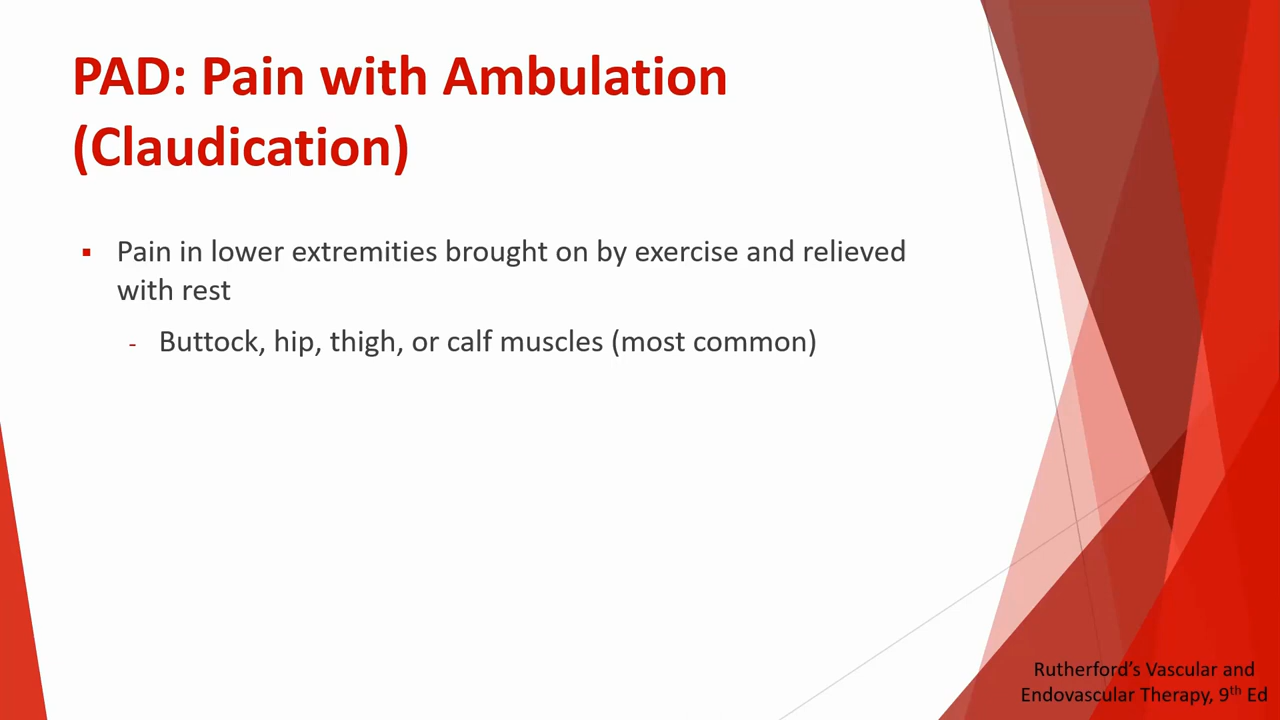 PAD: Pain with Ambulation
(Claudication)
▪ Pain in lower extremities brought on by exercise and relieved
with rest
- Buttock, hip, thigh, or calf muscles (most common)
Rutherford’s Vascular and
Endovascular Therapy, 9th Ed